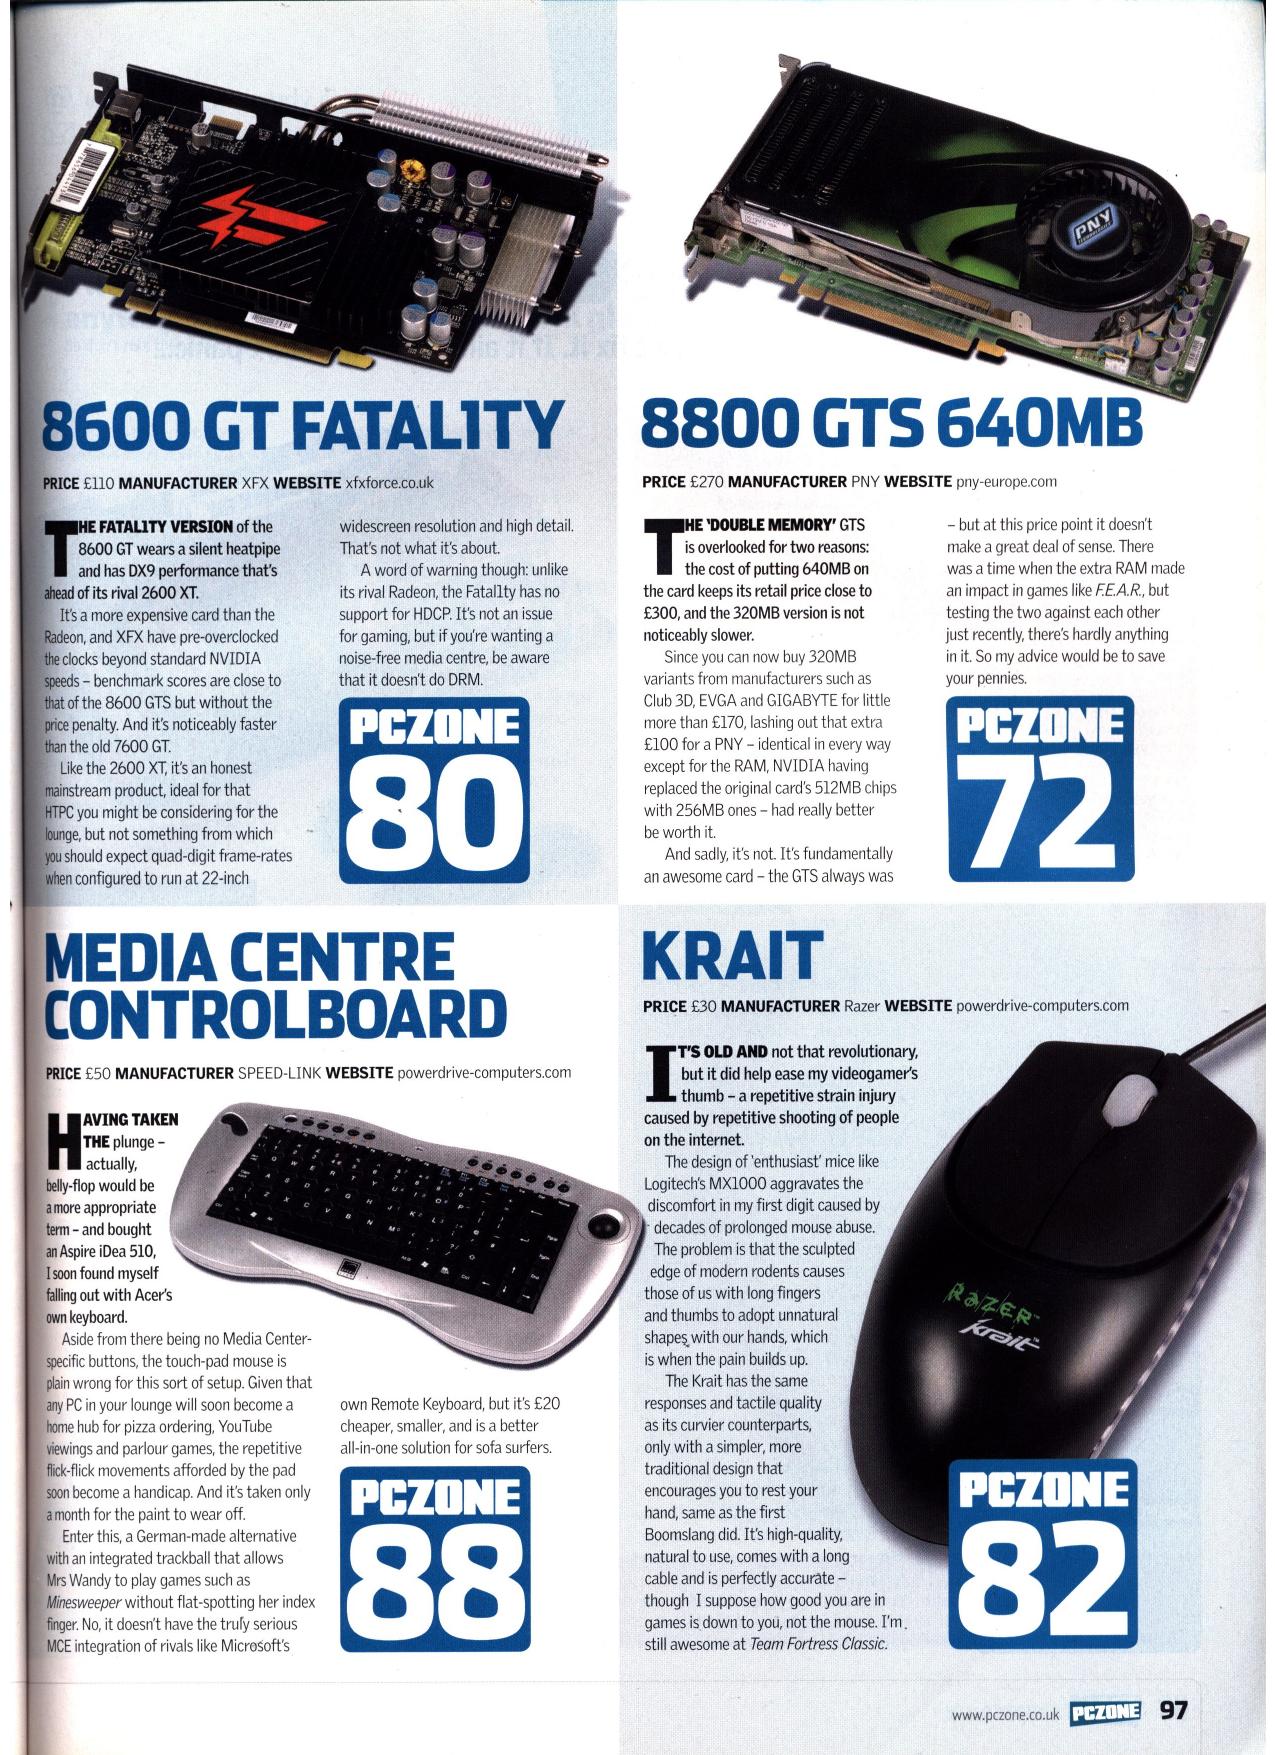 8600 GT FATAL1TY
PRICE £110 MANUFACTURER XFX WEBSITE xfxforce.co.uk
THE FATAL1TY VERSION of the
8600 GT wears a silent heatpipe
and has DX9 performance that's
ahead of its rival 2600 XT.
It's a more expensive card than the
Radeon, and XFX have pre-overclocked
the clocks beyond standard NVIDIA
speeds – benchmark scores are close to
that of the 8600 GTS but without the
price penalty. And it's noticeably faster
than the old 7600 GT.
Like the 2600 XT, it's an honest
mainstream product, ideal for that
HTPC you might be considering for the
lounge, but not something from which
you should expect quad-digit frame-rates
when configured to run at 22-inch
widescreen resolution and high detail.
That's not what it's about.
A word of warning though: unlike
its rival Radeon, the Fatal1ty has no
support for HDCP. It's not an issue
for gaming, but if you're wanting a
noise-free media centre, be aware
that it doesn't do DRM.
PCZONE
80
PNY
8800 GTS 640MB
PRICE £270 MANUFACTURER PNY WEBSITE pny-europe.com
THE 'DOUBLE MEMORY' GTS
is overlooked for two reasons:
the cost of putting 640MB on
the card keeps its retail price close to
£300, and the 320MB version is not
noticeably slower.
Since you can now buy 320MB
variants from manufacturers such as
Club 3D, EVGA and GIGABYTE for little
more than £170, lashing out that extra
£100 for a PNY – identical in every way
except for the RAM, NVIDIA having
replaced the original card's 512MB chips
with 256MB ones – had really better
be worth it.
And sadly, it's not. It's fundamentally
an awesome card – the GTS always was
– but at this price point it doesn't
make a great deal of sense. There
was a time when the extra RAM made
an impact in games like F.E.A.R., but
testing the two against each other
just recently, there's hardly anything
in it. So my advice would be to save
your pennies.
PCZONE
72
MEDIA CENTRE
CONTROLBOARD
PRICE £50 MANUFACTURER SPEED-LINK WEBSITE powerdrive-computers.com
HAVING TAKEN
THE plunge –
actually,
belly-flop would be
a more appropriate
term – and bought
an Aspire iDea 510,
I soon found myself
falling out with Acer's
own keyboard.
Aside from there being no Media Center-
specific buttons, the touch-pad mouse is
plain wrong for this sort of setup. Given that
any PC in your lounge will soon become a
home hub for pizza ordering, YouTube
viewings and parlour games, the repetitive
flick-flick movements afforded by the pad
soon become a handicap. And it's taken only
a month for the paint to wear off.
Enter this, a German-made alternative
with an integrated trackball that allows
Mrs Wandy to play games such as
Minesweeper without flat-spotting her index
finger. No, it doesn't have the truly serious
MCE integration of rivals like Microsoft's
own Remote Keyboard, but it's £20
cheaper, smaller, and is a better
all-in-one solution for sofa surfers.
PCZONE
88
KRAIT
PRICE £30 MANUFACTURER Razer WEBSITE powerdrive-computers.com
IT'S OLD AND not that revolutionary,
but it did help ease my videogamer's
thumb – a repetitive strain injury
caused by repetitive shooting of people
on the internet.
The design of 'enthusiast' mice like
Logitech's MX1000 aggravates the
discomfort in my first digit caused by
decades of prolonged mouse abuse.
The problem is that the sculpted
edge of modern rodents causes
those of us with long fingers
and thumbs to adopt unnatural
shapes with our hands, which
is when the pain builds up.
The Krait has the same
responses and tactile quality
as its curvier counterparts,
only with a simpler, more
traditional design that
encourages you to rest your
hand, same as the first
Boomslang did. It's high-quality,
natural to use, comes with a long
cable and is perfectly accurate –
though I suppose how good you are in
games is down to you, not the mouse. I'm
still awesome at Team Fortress Classic.
RAZER™
krait™
PCZONE
82
www.pczone.co.uk PCZONE 97